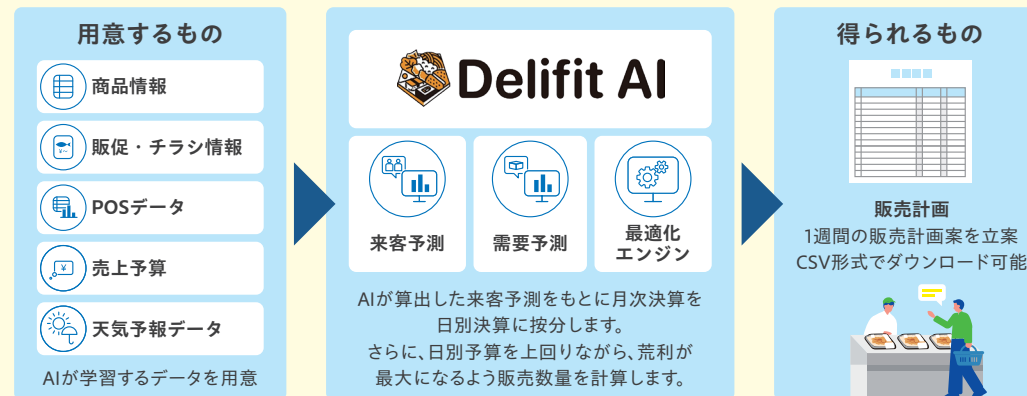 用意するもの
商品情報
販促・チラシ情報
POSデータ
売上予算
天気予報データ
AIが学習するデータを用意
Delifit AI
来客予測
需要予測
最適化
エンジン
AIが算出した来客予測をもとに月次決算を
日別決算に按分します。
さらに、日別予算を上回りながら、荒利が
最大になるよう販売数量を計算します。
得られるもの
販売計画
1週間の販売計画案を立案
CSV形式でダウンロード可能